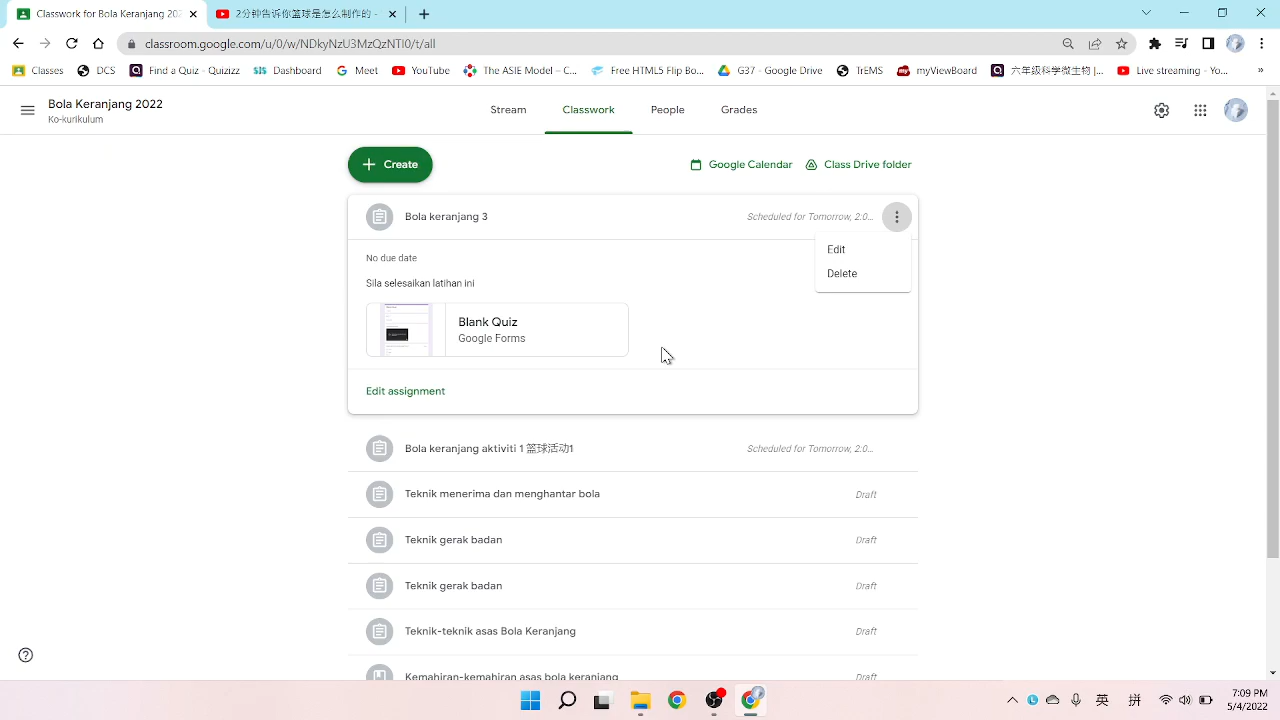 Classwork for Bola Keranjang 202
2分钟告诉你篮球是怎么制作的 -
classroom.google.com/u/0/w/NDkyNzU3MzQzNTI0/t/all
Classes
DCS
Find a Quiz - Quizizz
Dashboard
Meet
YouTube
The ASIE Model – C...
Free HTML5 Flip Bo...
G37 - Google Drive
TrEMS
myViewBoard
六年级科学微生物 |...
Live streaming - Yo...
Bola Keranjang 2022
Ko-kurikulum
Stream
Classwork
People
Grades
Create
Google Calendar
Class Drive folder
Bola keranjang 3
Scheduled for Tomorrow, 2:0...
Edit
Delete
No due date
Sila selesaikan latihan ini
Blank Quiz
Google Forms
Edit assignment
Bola keranjang aktiviti 1 篮球活动1
Scheduled for Tomorrow, 2:0...
Teknik menerima dan menghantar bola
Draft
Teknik gerak badan
Draft
Teknik gerak badan
Draft
Teknik-teknik asas Bola Keranjang
Draft
Kemahiran-kemahiran asas bola keranjang
Draft
英
拼
7:09 PM
5/4/2022